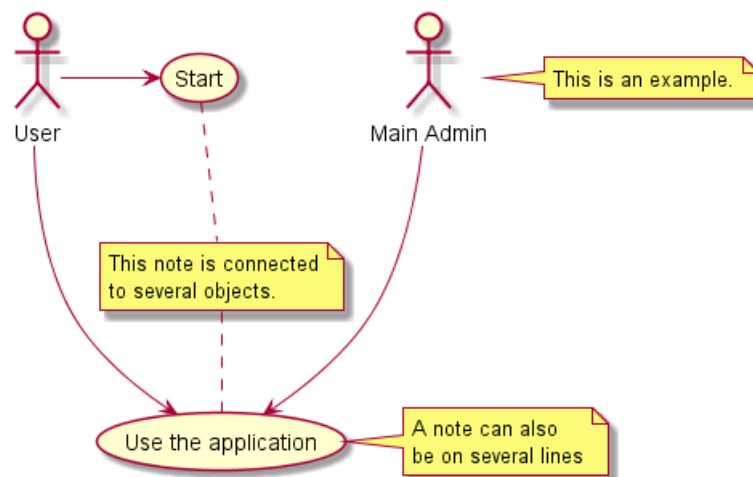 Start
This is an example.
User
Main Admin
This note is connected
to several objects.
Use the application
A note can also
be on several lines